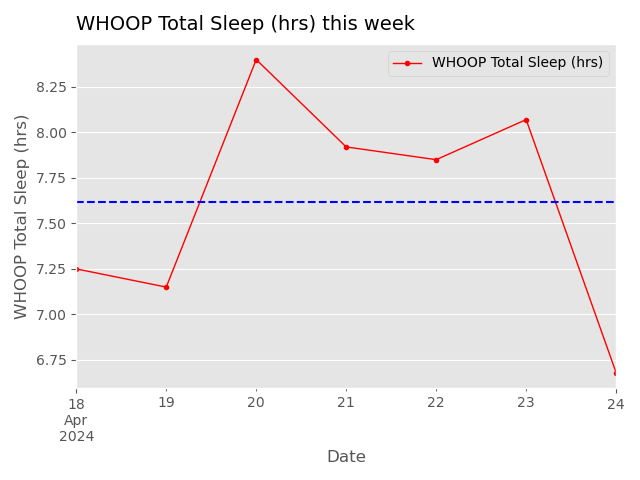 WHOOP Total Sleep (hrs) this week
WHOOP Total Sleep (hrs)
WHOOP Total Sleep (hrs)
8.25
8.00
7.75
7.50
7.25
7.00
6.75
18 19 20 21 22 23 24
Apr
2024
Date